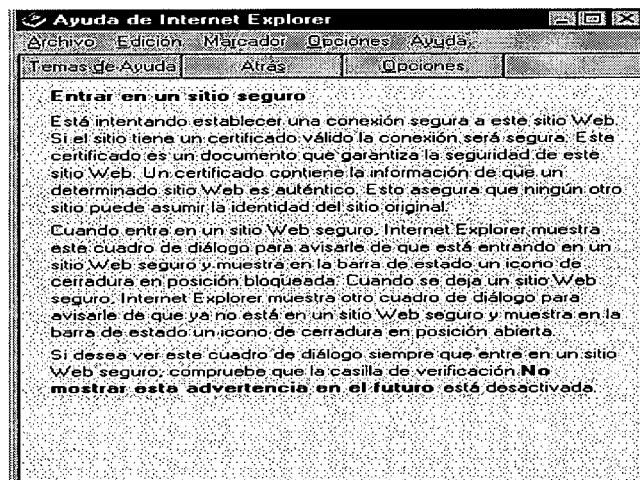 Ayuda de Internet Explorer
Archivo Edición Marcador Opciones Ayuda
Temas de Ayuda Atrás Opciones
Entrar en un sitio seguro
Está intentando establecer una conexión segura a este sitio Web.
Si el sitio tiene un certificado válido la conexión será segura. Este
certificado es un documento que garantiza la seguridad de este
sitio Web. Un certificado contiene la información de que un
determinado sitio Web es auténtico. Esto asegura que ningún otro
sitio puede asumir la identidad del sitio original.
Cuando entra en un sitio Web seguro, Internet Explorer muestra
este cuadro de diálogo para avisarle de que está entrando en un
sitio Web seguro y muestra en la barra de estado un icono de
cerradura en posición bloqueada. Cuando se deja un sitio Web
seguro, Internet Explorer muestra otro cuadro de diálogo para
avisarle de que ya no está en un sitio Web seguro y muestra en la
barra de estado un icono de cerradura en posición abierta.
Si desea ver este cuadro de diálogo siempre que entre en un sitio
Web seguro, compruebe que la casilla de verificación No
mostrar esta advertencia en el futuro está desactivada.